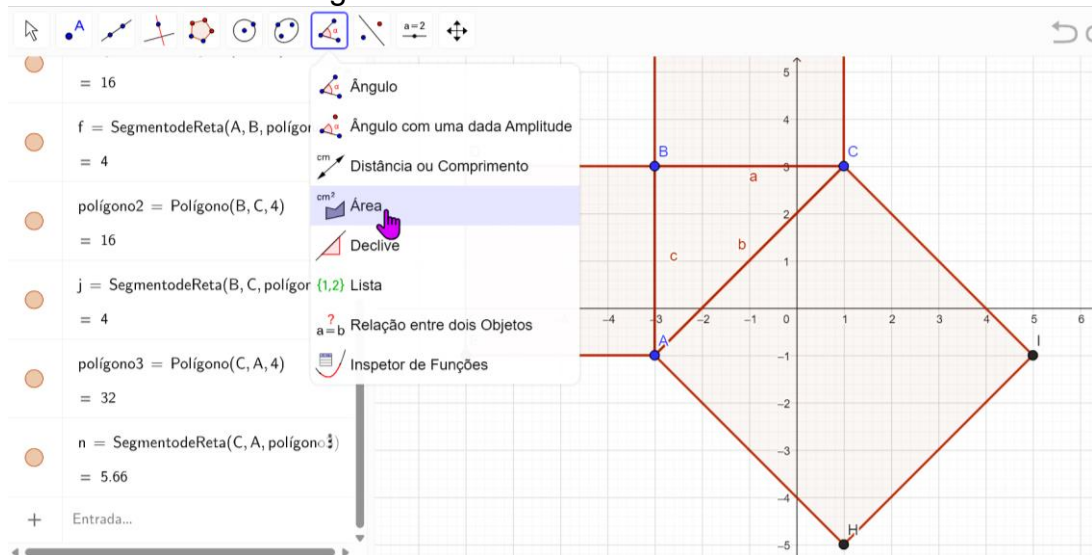 A
α
a=2
= 16
f = SegmentodeReta(A, B, polígo
= 4
polígono2 = Polígono(B, C, 4)
= 16
j = SegmentodeReta(B, C, polígor
= 4
polígono3 = Polígono(C, A, 4)
= 32
n = SegmentodeReta(C, A, polígono3)
= 5.66
+ Entrada...
α Ângulo
α Ângulo com uma dada Amplitude
cm Distância ou Comprimento
cm² Área
Declive
{1,2} Lista
? a=b Relação entre dois Objetos
Inspetor de Funções
5
4
B C
3
a
2
b
c
1
-4 -3 -2 -1 0 1 2 3 4 5 6
A I
-1
-2
-3
-4
H
-5